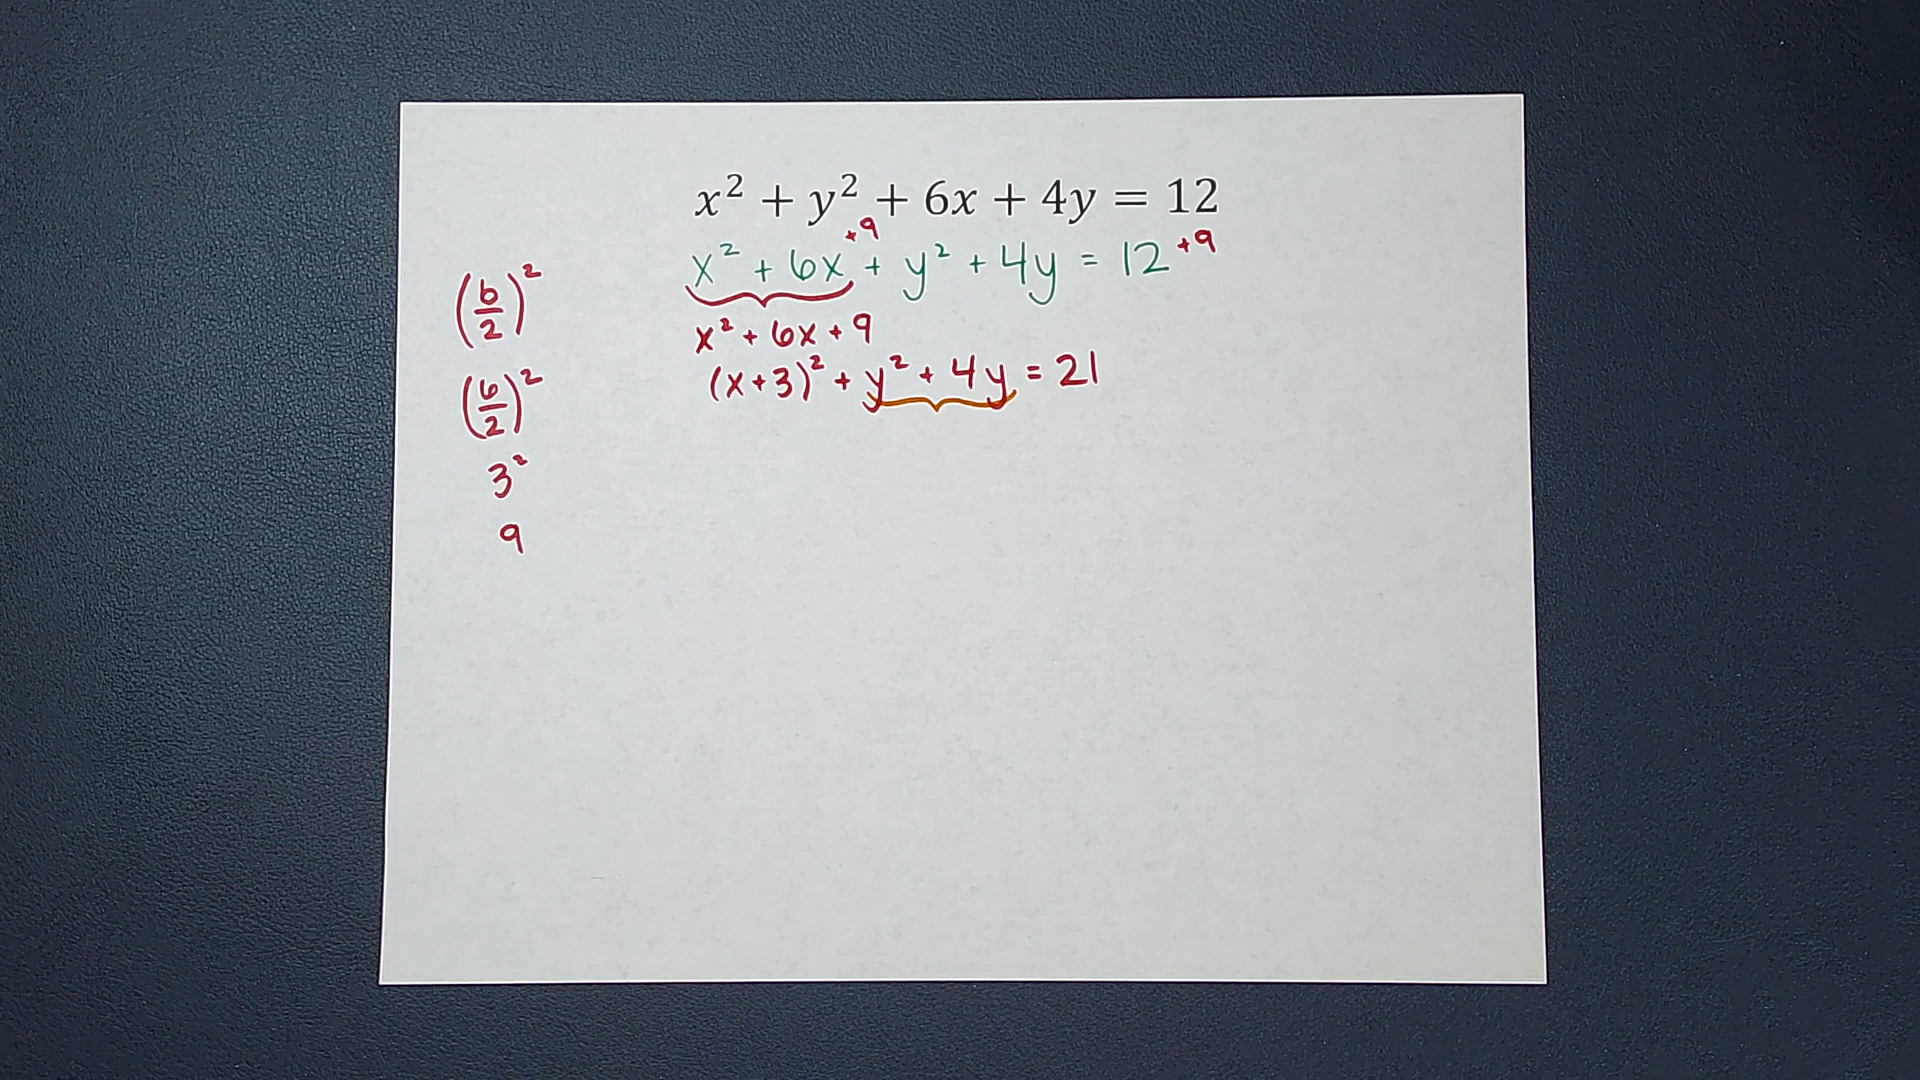 x² + y² + 6x + 4y = 12
+9
x² + 6x + y² + 4y = 12 +9
x² + 6x + 9
(x+3)² + y² + 4y = 21
(b/2)²
(6/2)²
3²
9